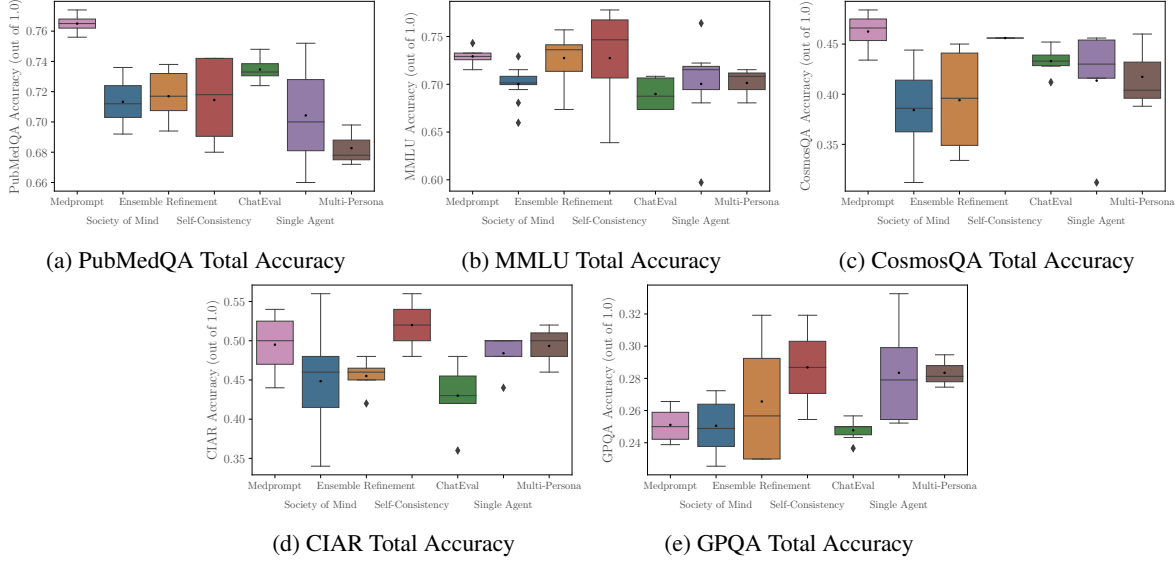 PubMedQA Accuracy (out of 1.0)
0.76
0.74
0.72
0.70
0.68
0.66
Medprompt Ensemble Refinement ChatEval Multi-Persona
Society of Mind Self-Consistency Single Agent
(a) PubMedQA Total Accuracy
MMLU Accuracy (out of 1.0)
0.75
0.70
0.65
0.60
Medprompt Ensemble Refinement ChatEval Multi-Persona
Society of Mind Self-Consistency Single Agent
(b) MMLU Total Accuracy
CosmosQA Accuracy (out of 1.0)
0.45
0.40
0.35
Medprompt Ensemble Refinement ChatEval Multi-Persona
Society of Mind Self-Consistency Single Agent
(c) CosmosQA Total Accuracy
CIAR Accuracy (out of 1.0)
0.55
0.50
0.45
0.40
0.35
Medprompt Ensemble Refinement ChatEval Multi-Persona
Society of Mind Self-Consistency Single Agent
(d) CIAR Total Accuracy
GPQA Accuracy (out of 1.0)
0.32
0.30
0.28
0.26
0.24
Medprompt Ensemble Refinement ChatEval Multi-Persona
Society of Mind Self-Consistency Single Agent
(e) GPQA Total Accuracy